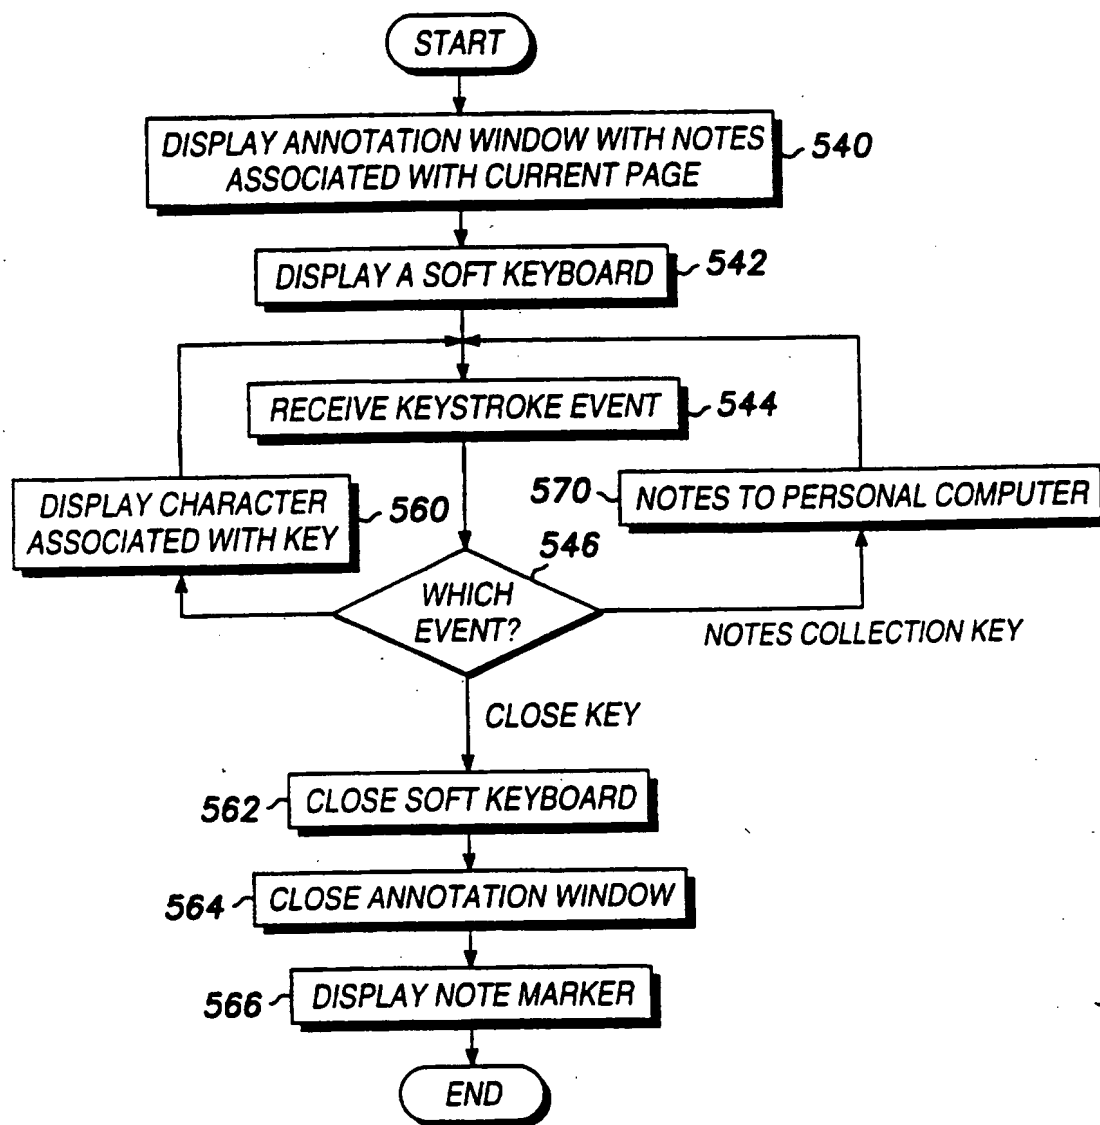 START
DISPLAY ANNOTATION WINDOW WITH NOTES
ASSOCIATED WITH CURRENT PAGE
540
DISPLAY A SOFT KEYBOARD
542
RECEIVE KEYSTROKE EVENT
544
DISPLAY CHARACTER
ASSOCIATED WITH KEY
560
570
NOTES TO PERSONAL COMPUTER
546
WHICH
EVENT?
NOTES COLLECTION KEY
CLOSE KEY
562
CLOSE SOFT KEYBOARD
564
CLOSE ANNOTATION WINDOW
566
DISPLAY NOTE MARKER
END